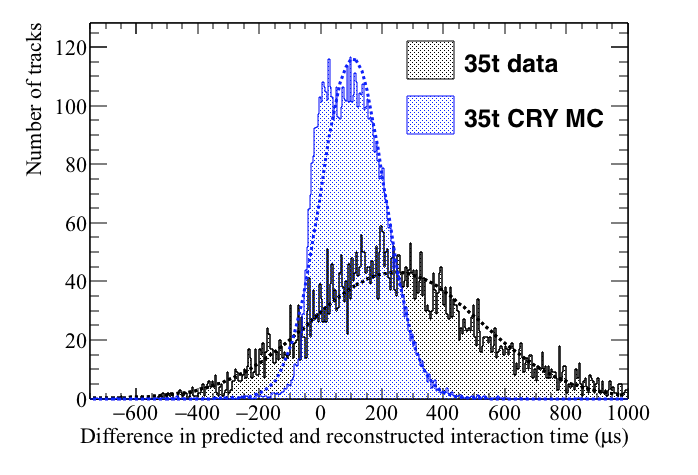 Number of tracks
120
100
80
60
40
20
0
35t data
35t CRY MC
−600 −400 −200 0 200 400 600 800 1000
Difference in predicted and reconstructed interaction time (μs)